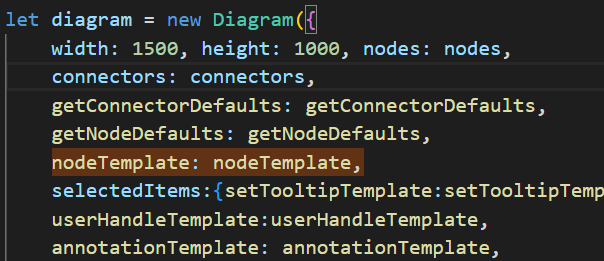 let diagram = new Diagram({
width: 1500, height: 1000, nodes: nodes,
connectors: connectors,
getConnectorDefaults: getConnectorDefaults,
getNodeDefaults: getNodeDefaults,
nodeTemplate: nodeTemplate,
selectedItems:{setTooltipTemplate:setTooltipTemp
userHandleTemplate:userHandleTemplate,
annotationTemplate: annotationTemplate,